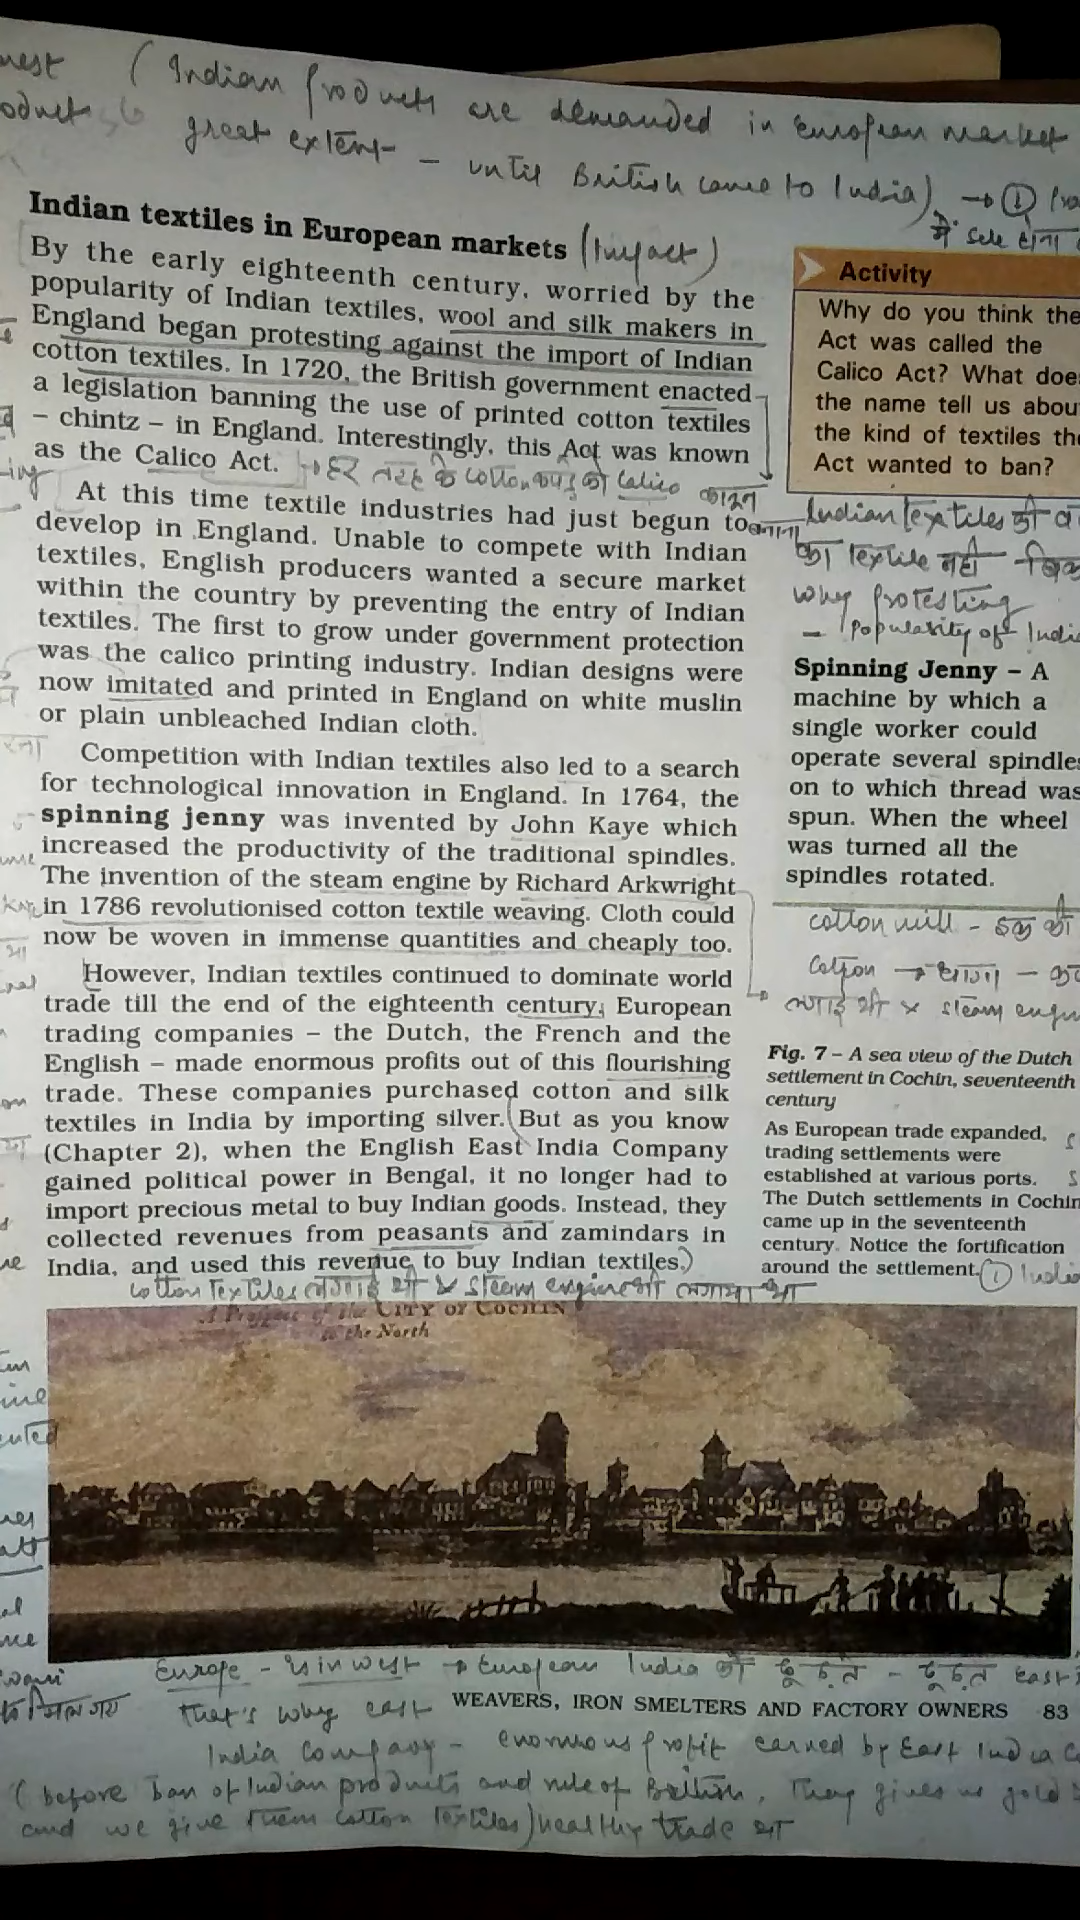 (Indian products are demanded in European market
great extent - until British came to India) → ①
Indian textiles in European markets (Impact)
By the early eighteenth century, worried by the
popularity of Indian textiles, wool and silk makers in
England began protesting against the import of Indian
cotton textiles. In 1720, the British government enacted
a legislation banning the use of printed cotton textiles
– chintz – in England. Interestingly, this Act was known
as the Calico Act.
At this time textile industries had just begun to
develop in England. Unable to compete with Indian
textiles, English producers wanted a secure market
within the country by preventing the entry of Indian
textiles. The first to grow under government protection
was the calico printing industry. Indian designs were
now imitated and printed in England on white muslin
or plain unbleached Indian cloth.
Competition with Indian textiles also led to a search
for technological innovation in England. In 1764, the
spinning jenny was invented by John Kaye which
increased the productivity of the traditional spindles.
The invention of the steam engine by Richard Arkwright
in 1786 revolutionised cotton textile weaving. Cloth could
now be woven in immense quantities and cheaply too.
However, Indian textiles continued to dominate world
trade till the end of the eighteenth century. European
trading companies – the Dutch, the French and the
English – made enormous profits out of this flourishing
trade. These companies purchased cotton and silk
textiles in India by importing silver. But as you know
(Chapter 2), when the English East India Company
gained political power in Bengal, it no longer had to
import precious metal to buy Indian goods. Instead, they
collected revenues from peasants and zamindars in
India, and used this revenue to buy Indian textiles.
Activity
Why do you think the
Act was called the
Calico Act? What does
the name tell us about
the kind of textiles the
Act wanted to ban?
Indian textiles
textile नहीं
why protesting
- Popularity of
Spinning Jenny – A
machine by which a
single worker could
operate several spindles
on to which thread was
spun. When the wheel
was turned all the
spindles rotated.
cotton mill -
cotton → धागा -
x steam
Fig. 7 – A sea view of the Dutch
settlement in Cochin, seventeenth
century
As European trade expanded,
trading settlements were
established at various ports.
The Dutch settlements in Cochin
came up in the seventeenth
century. Notice the fortification
around the settlement.
cotton textiles
CITY OF COCHIN
to the North
Europe - is in west → European India को ढूंढने - ढूंढने east
that's why east
WEAVERS, IRON SMELTERS AND FACTORY OWNERS 83
India company - enormous profit earned by East India
(before ban of Indian products and rule of British, They gives us gold
and we give them cotton textiles) healthy trade था